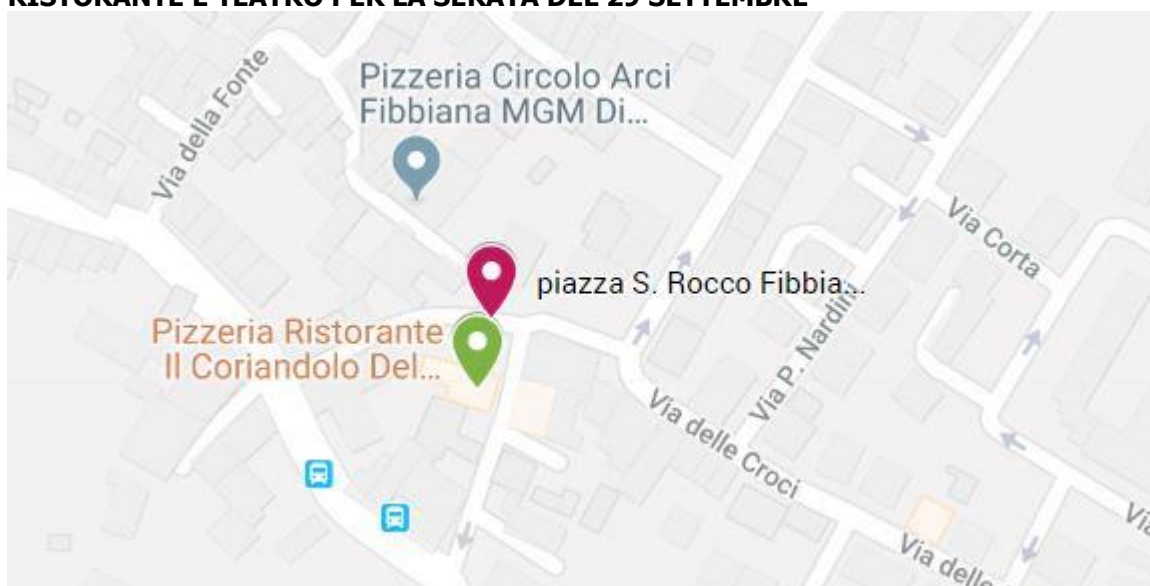 RISTORANTE E TEATRO PER LA SERATA DEL 29 SETTEMBRE
Via della Fonte
Pizzeria Circolo Arci
Fibbiana MGM Di...
Via Corta
piazza S. Rocco Fibbia...
Pizzeria Ristorante
Il Coriandolo Del...
Via P. Nardini
Via delle Croci
Via delle
Via